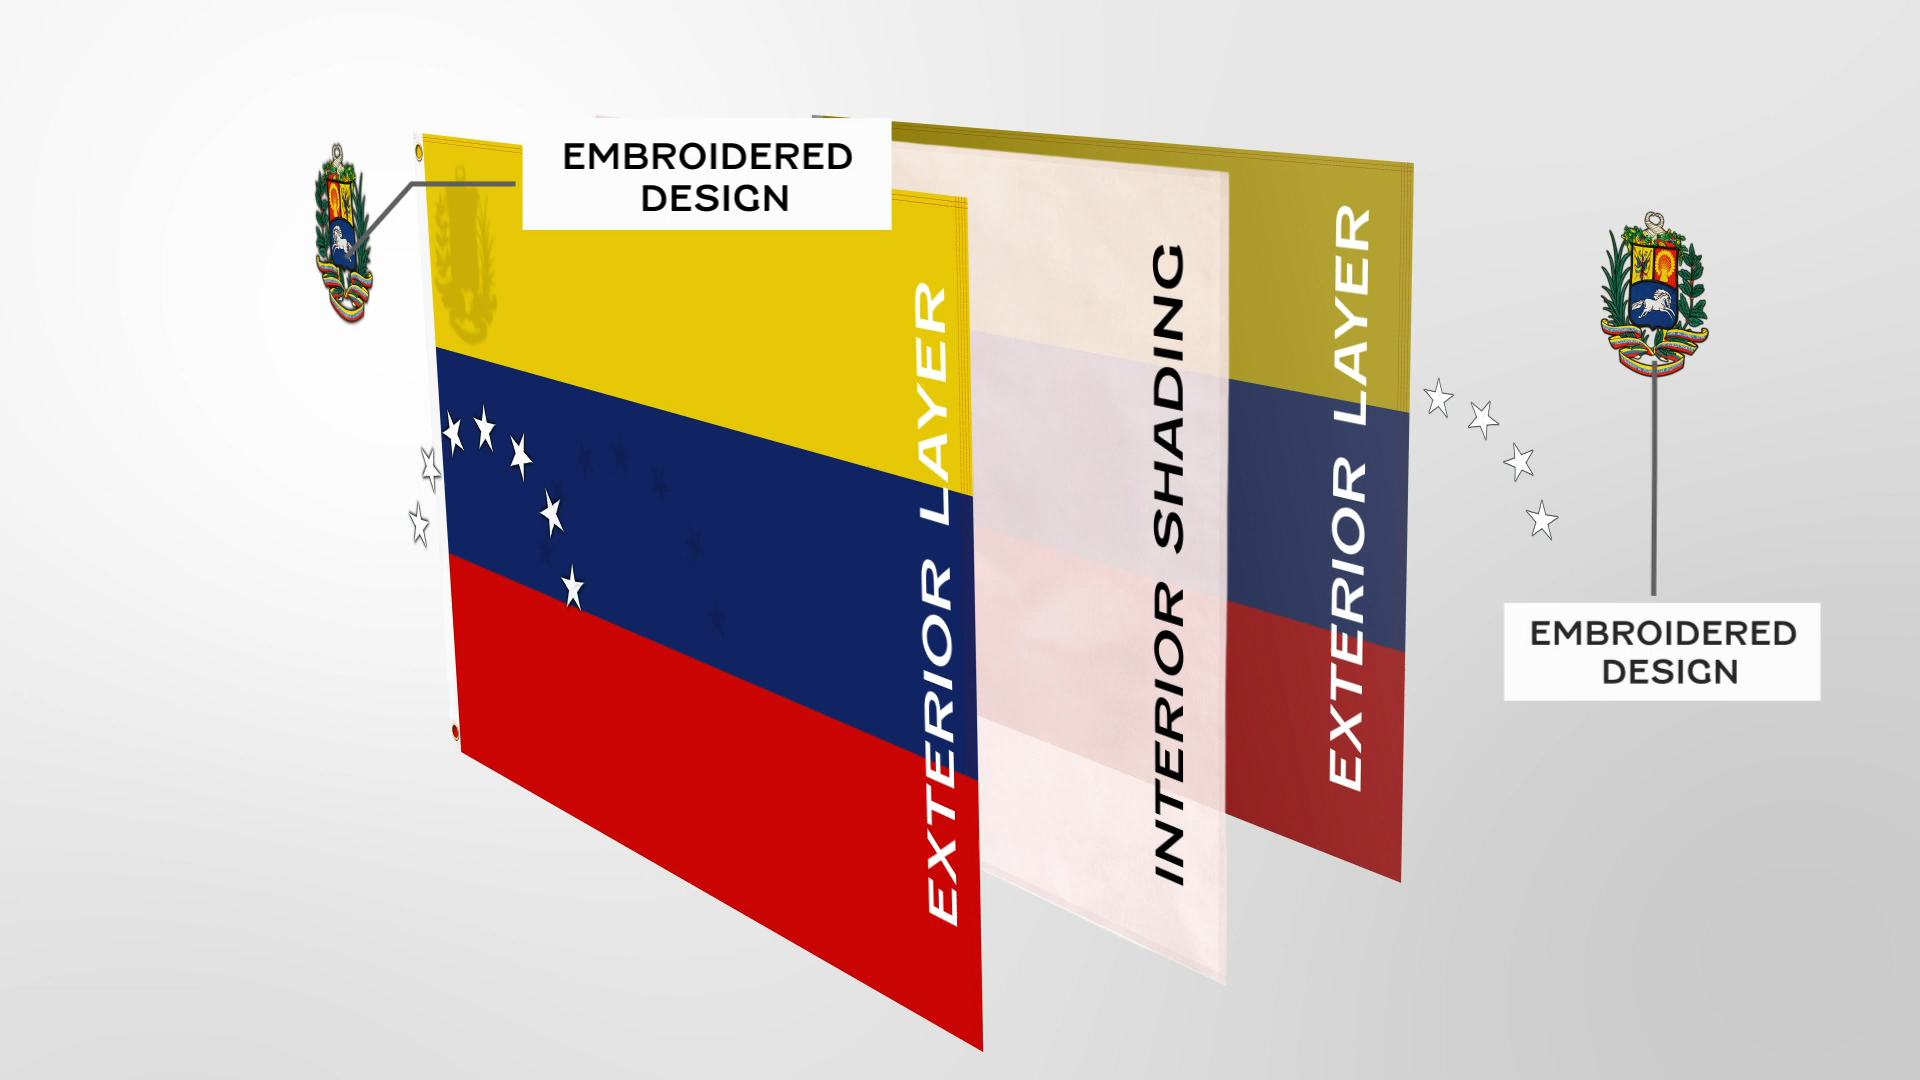 EMBROIDERED
DESIGN
EXTERIOR LAYER
INTERIOR SHADING
EXTERIOR LAYER
EMBROIDERED
DESIGN